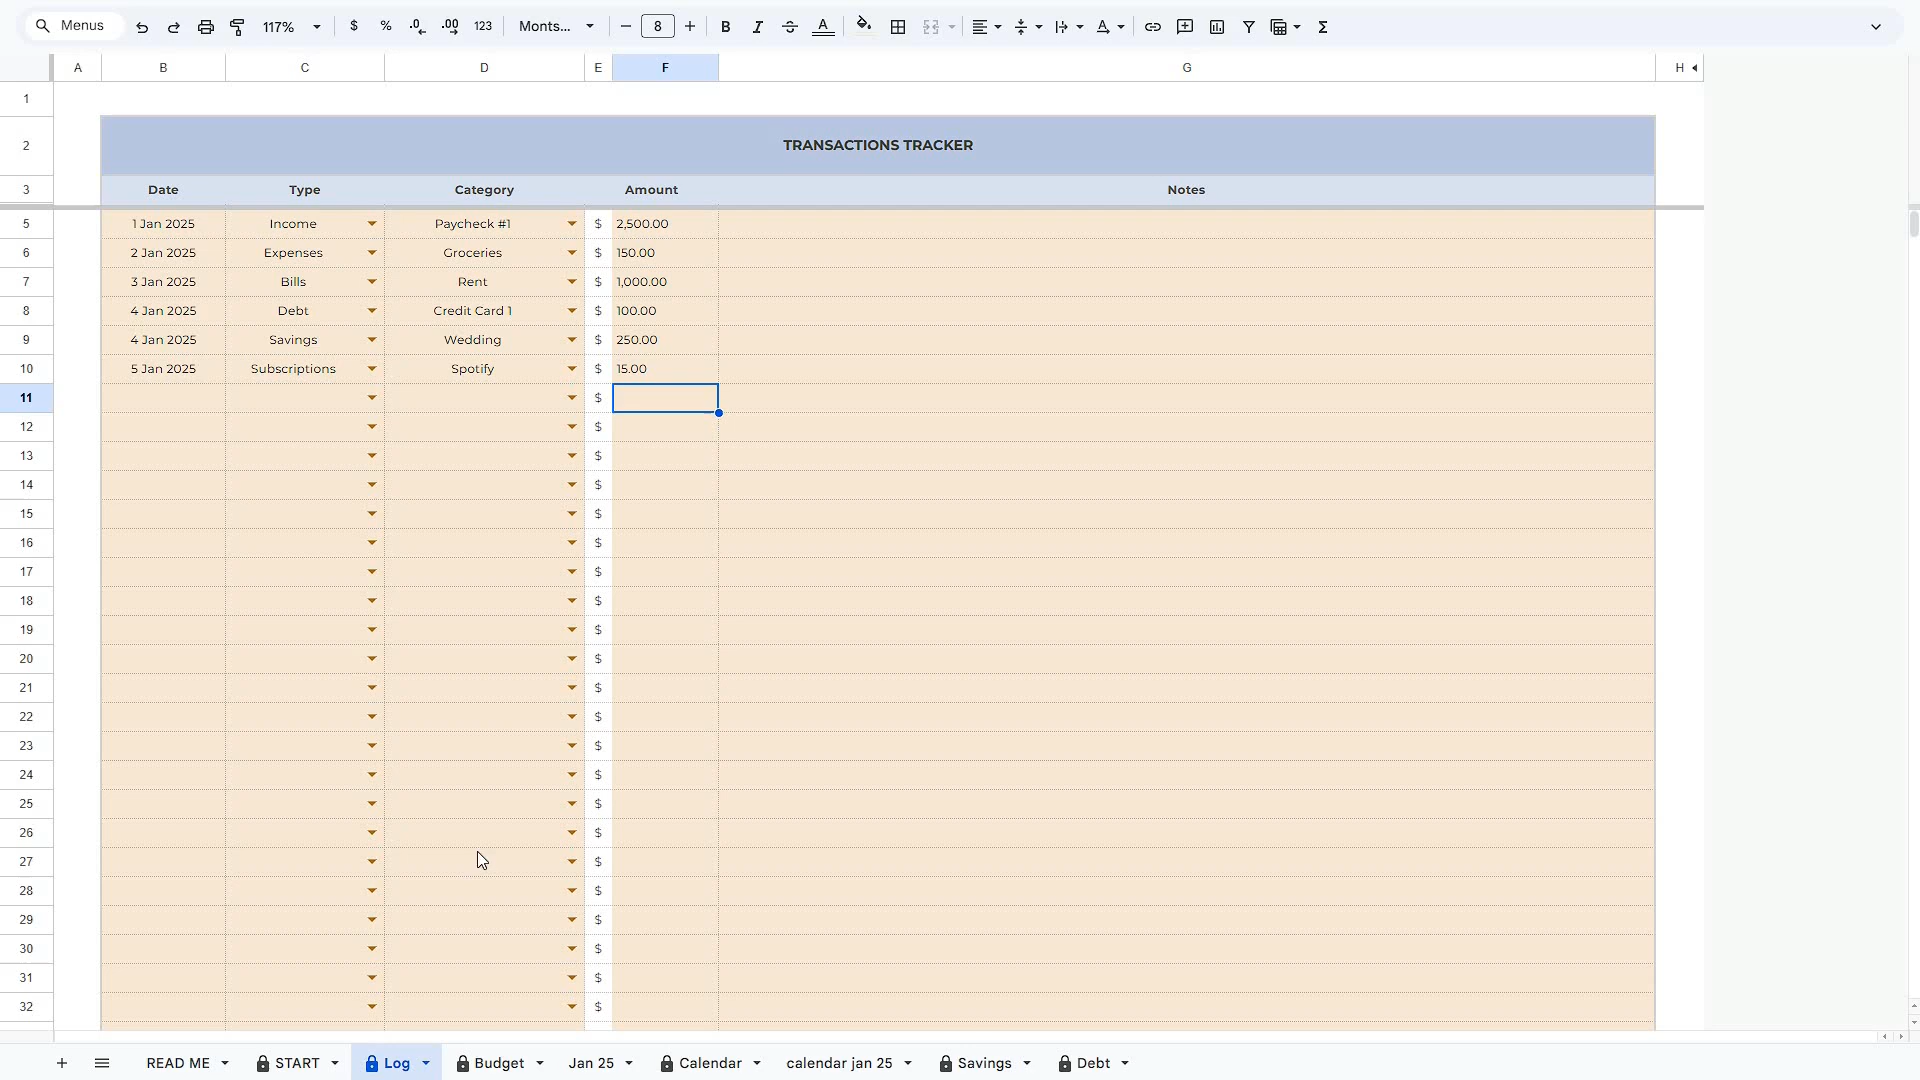 Menus 117% $ % .0 .00 123 Monts... 8 B I A
A B C D E F G H
1
2 TRANSACTIONS TRACKER
3 Date Type Category Amount Notes
5 1 Jan 2025 Income Paycheck #1 $ 2,500.00
6 2 Jan 2025 Expenses Groceries $ 150.00
7 3 Jan 2025 Bills Rent $ 1,000.00
8 4 Jan 2025 Debt Credit Card 1 $ 100.00
9 4 Jan 2025 Savings Wedding $ 250.00
10 5 Jan 2025 Subscriptions Spotify $ 15.00
11 $
12 $
13 $
14 $
15 $
16 $
17 $
18 $
19 $
20 $
21 $
22 $
23 $
24 $
25 $
26 $
27 $
28 $
29 $
30 $
31 $
32 $
READ ME START Log Budget Jan 25 Calendar calendar jan 25 Savings Debt